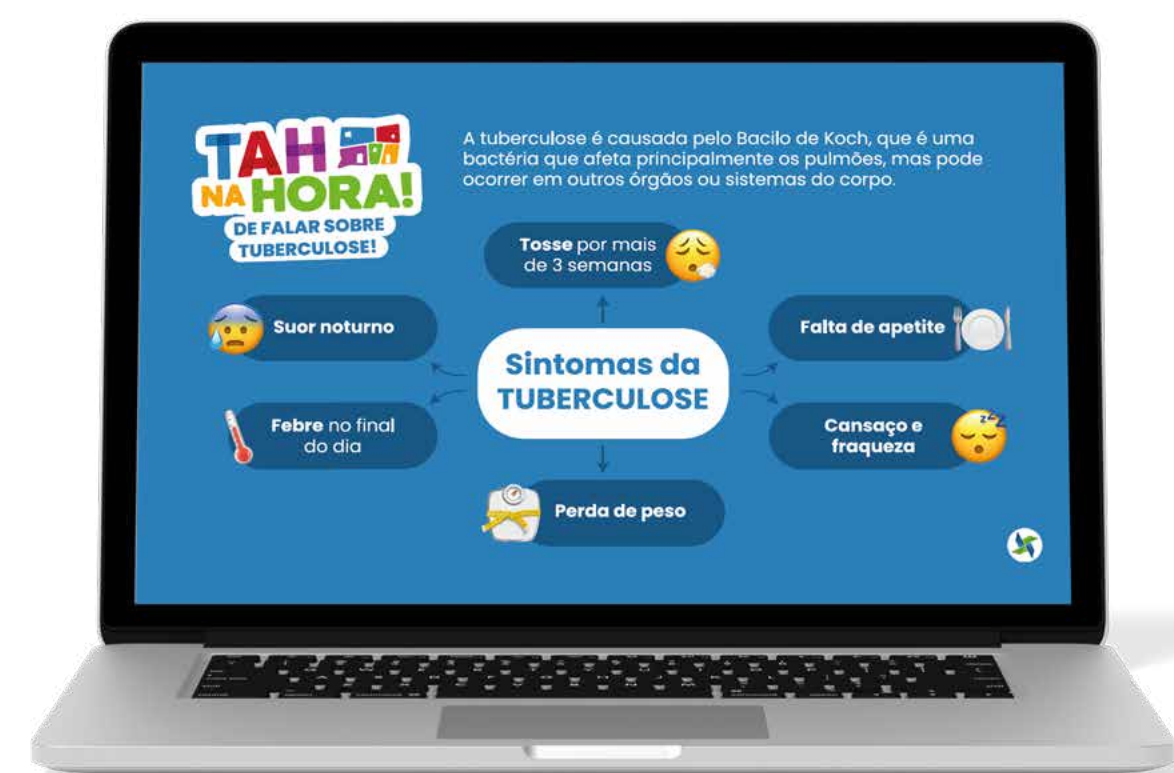 TAH
NA HORA!
DE FALAR SOBRE
TUBERCULOSE!
A tuberculose é causada pelo Bacilo de Koch, que é uma
bactéria que afeta principalmente os pulmões, mas pode
ocorrer em outros órgãos ou sistemas do corpo.
Tosse por mais
de 3 semanas
Suor noturno
Falta de apetite
Sintomas da
TUBERCULOSE
Febre no final
do dia
Cansaço e
fraqueza
zzZ
Perda de peso